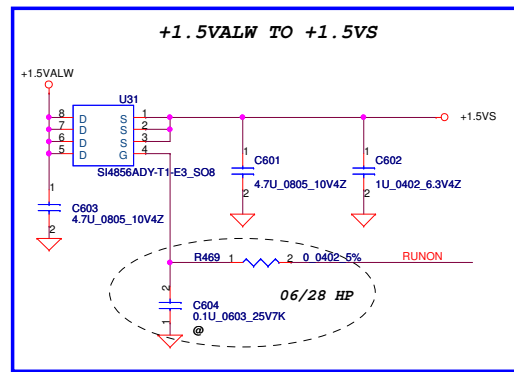 +1.5VALW TO +1.5VS
+1.5VALW
U31
8 D S 1
7 D S 2
6 D S 3
5 D G 4
SI4856ADY-T1-E3_SO8
+1.5VS
1
C601
4.7U_0805_10V4Z
2
1
C602
1U_0402_6.3V4Z
2
1
C603
4.7U_0805_10V4Z
2
R469 1 2 0_0402_5% RUNON
06/28 HP
2
C604
0.1U_0603_25V7K
1
@